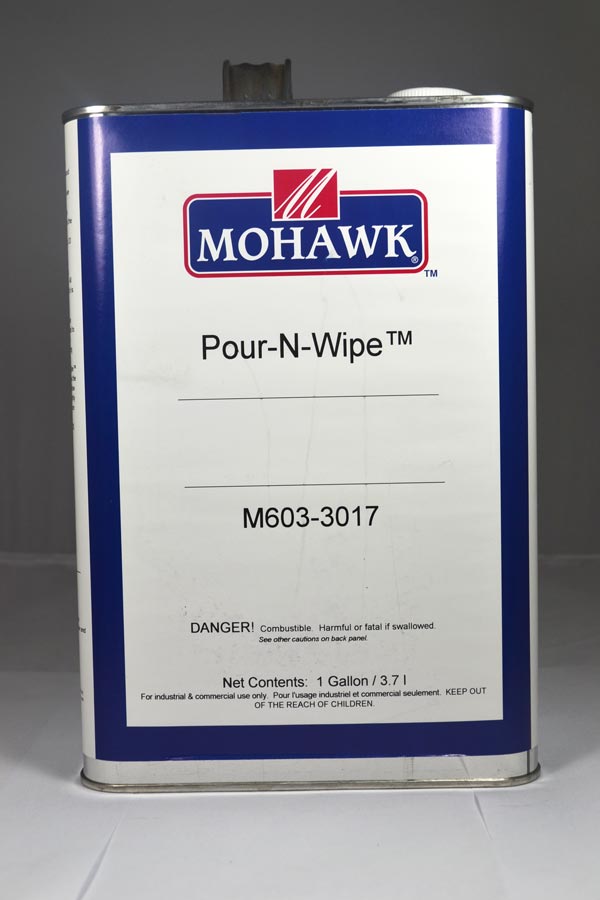 MOHAWK®
™
Pour-N-Wipe™
M603-3017
DANGER! Combustible. Harmful or fatal if swallowed.
See other cautions on back panel.
Net Contents: 1 Gallon / 3.7 l
For industrial & commercial use only. Pour l'usage industriel et commercial seulement. KEEP OUT
OF THE REACH OF CHILDREN.